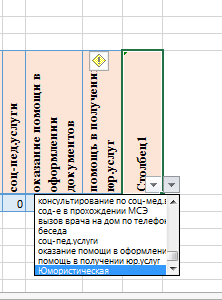 соц-пед.услуги
оказание помощи в
оформлении
документов
помощь в получении
юр.услуг
Столбец1
0
консультирование по соц-мед.в
сод-е в прохождении МСЭ
вызов врача на дом по телефон
беседа
соц-пед.услуги
оказание помощи в оформлени
помощь в получении юр.услуг
Юмористическая